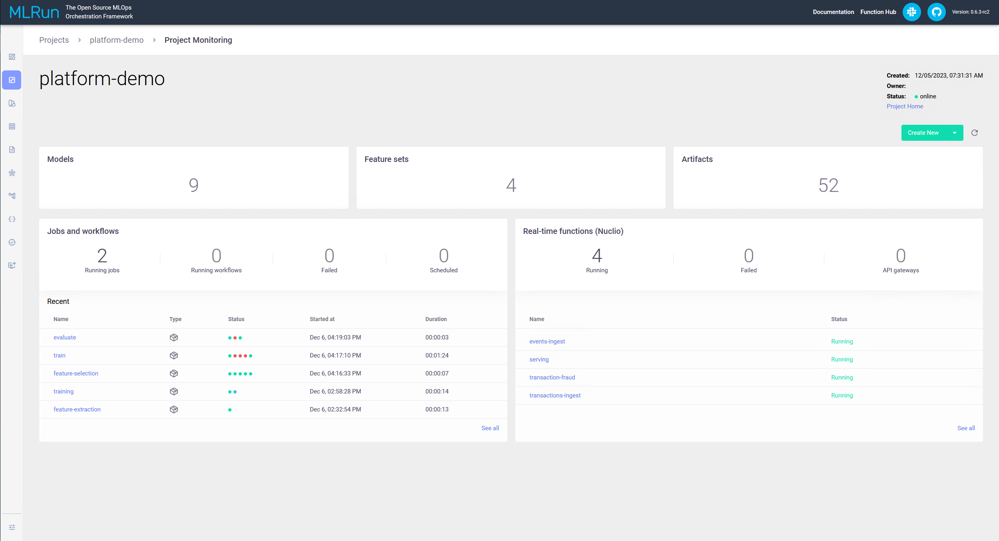 MLRun
The Open Source MLOps
Orchestration Framework
Documentation Function Hub Version: 0.6.3-rc2
Projects > platform-demo > Project Monitoring
platform-demo
Created: 12/05/2023, 07:31:31 AM
Owner:
Status: online
Project Home
Create New
Models
9
Feature sets
4
Artifacts
52
Jobs and workflows
2 0 0 0
Running jobs Running workflows Failed Scheduled
Recent
Name Type Status Started at Duration
evaluate Dec 6, 04:19:03 PM 00:00:03
train Dec 6, 04:17:10 PM 00:01:24
feature-selection Dec 6, 04:16:33 PM 00:00:07
training Dec 6, 02:58:28 PM 00:00:14
feature-extraction Dec 6, 02:32:54 PM 00:00:13
See all
Real-time functions (Nuclio)
4 0 0
Running Failed API gateways
Name Status
events-ingest Running
serving Running
transaction-fraud Running
transactions-ingest Running
See all